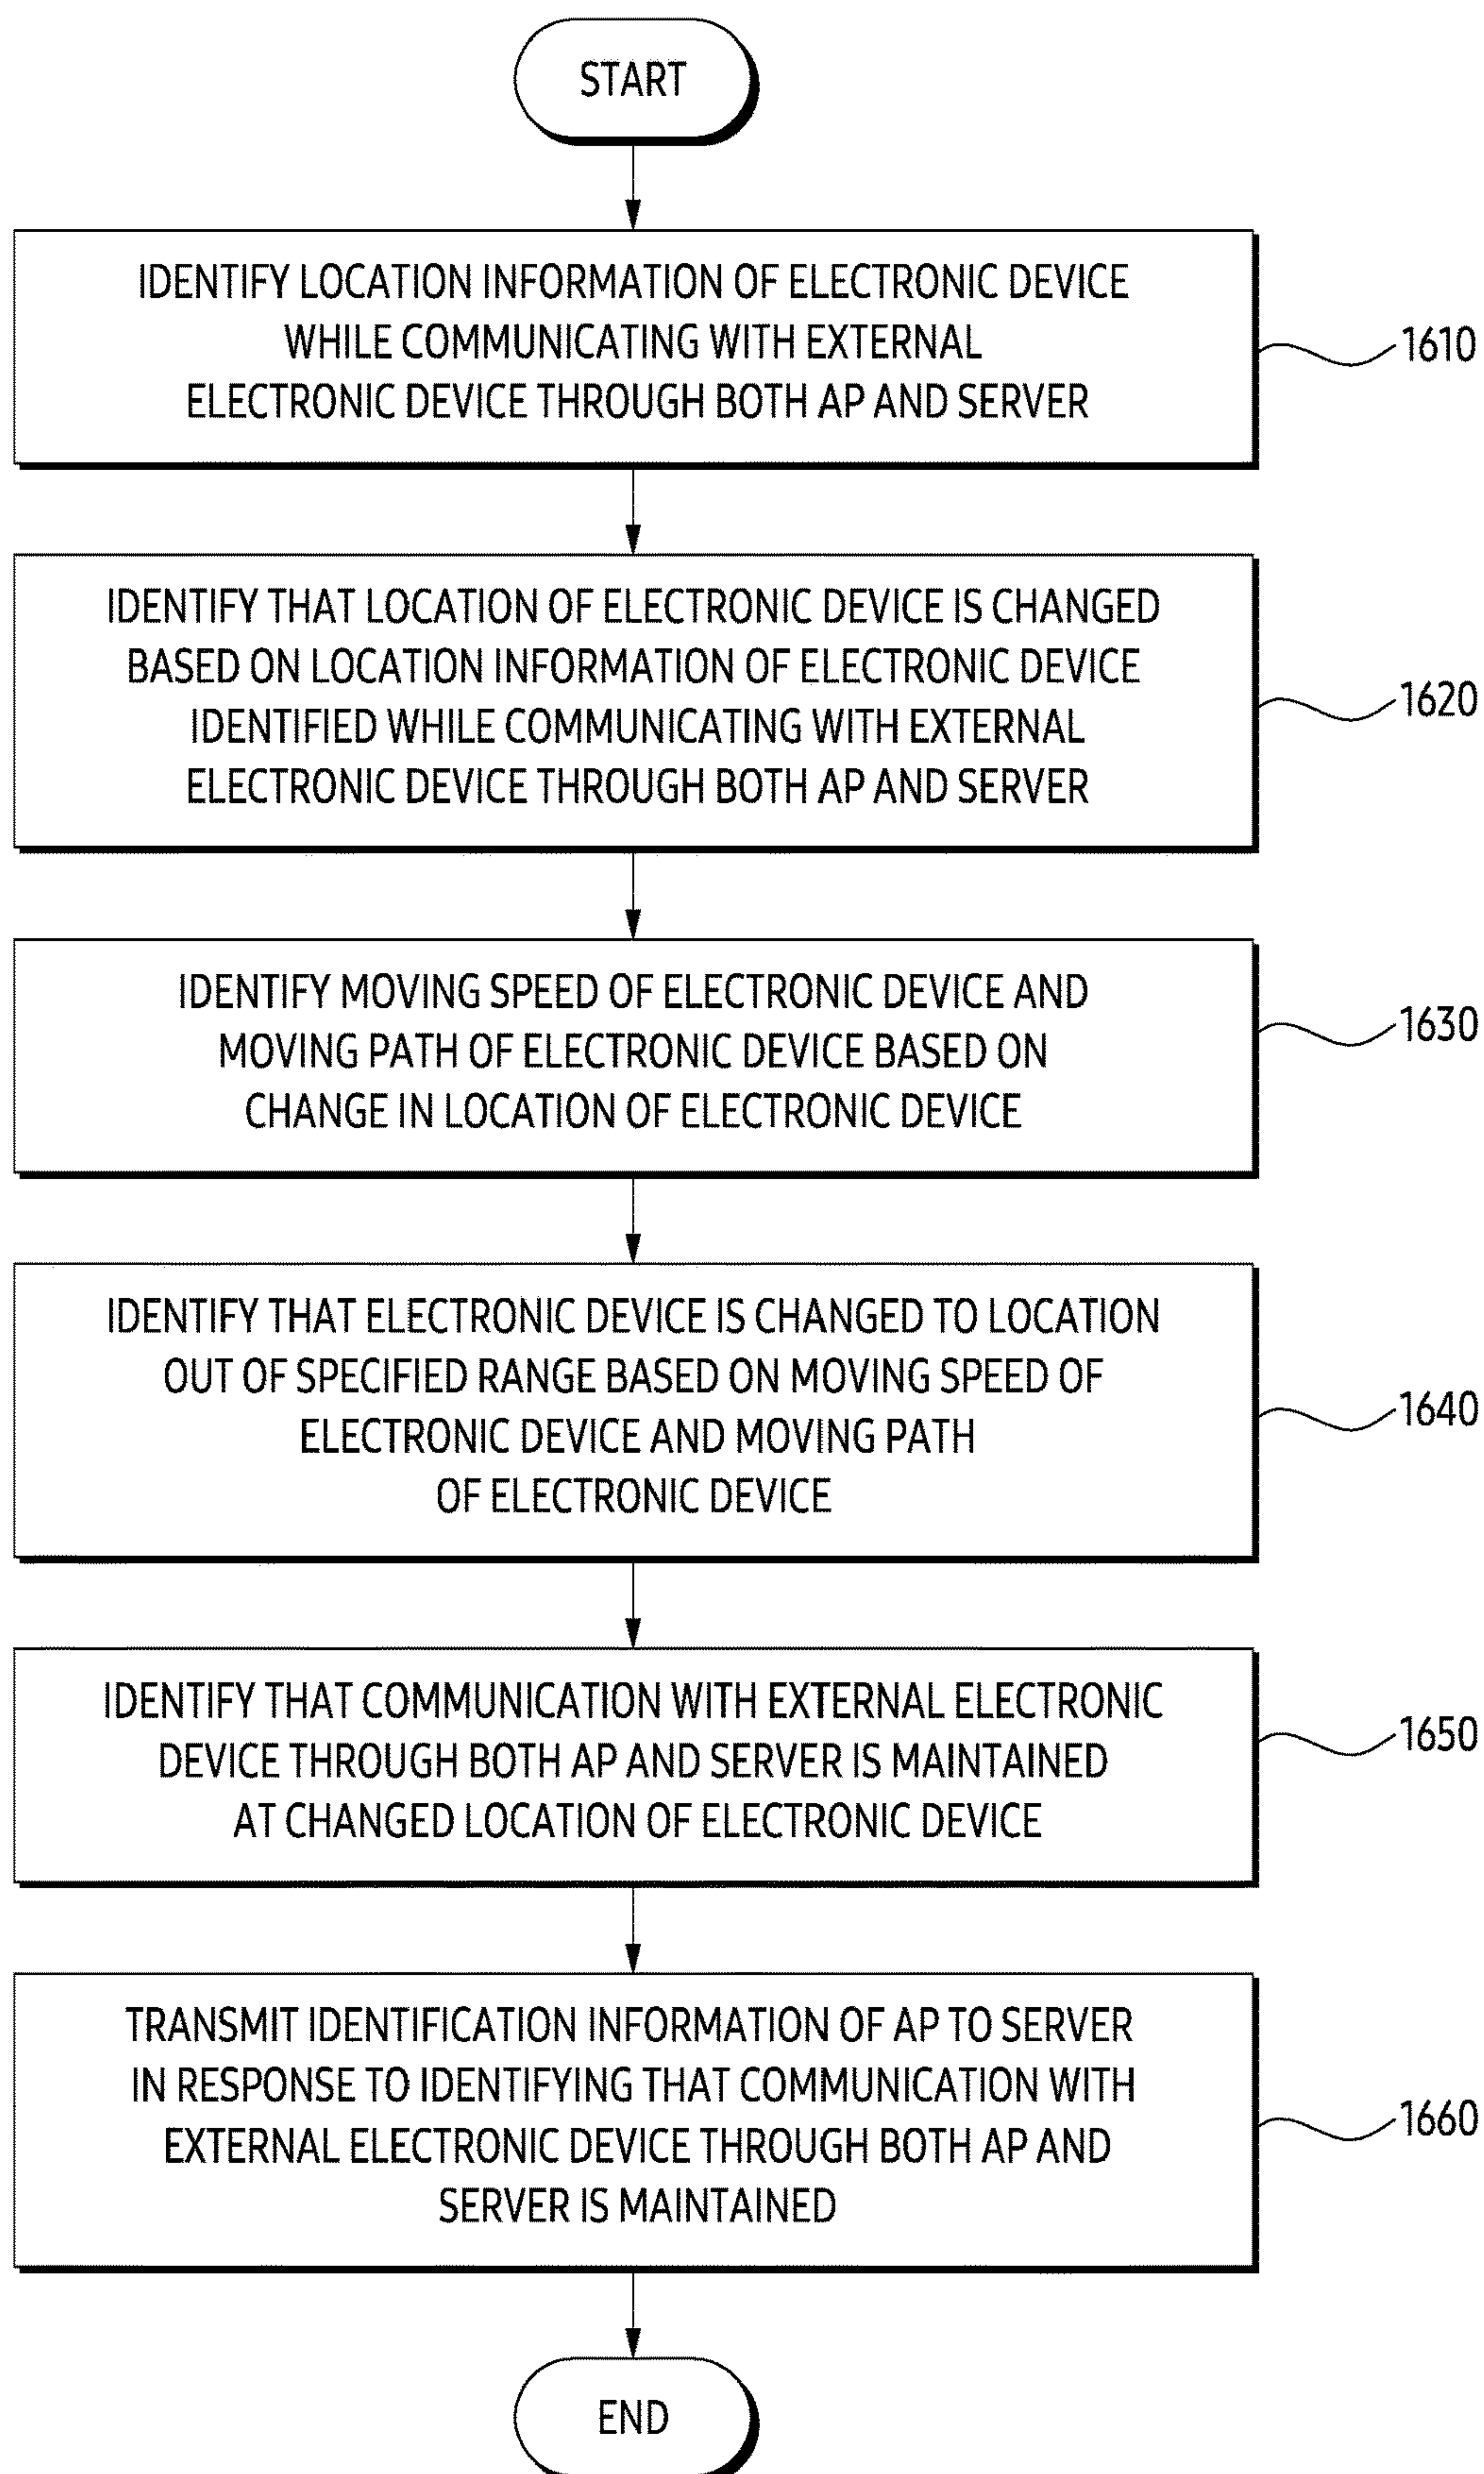 START
IDENTIFY LOCATION INFORMATION OF ELECTRONIC DEVICE
WHILE COMMUNICATING WITH EXTERNAL
ELECTRONIC DEVICE THROUGH BOTH AP AND SERVER
1610
IDENTIFY THAT LOCATION OF ELECTRONIC DEVICE IS CHANGED
BASED ON LOCATION INFORMATION OF ELECTRONIC DEVICE
IDENTIFIED WHILE COMMUNICATING WITH EXTERNAL
ELECTRONIC DEVICE THROUGH BOTH AP AND SERVER
1620
IDENTIFY MOVING SPEED OF ELECTRONIC DEVICE AND
MOVING PATH OF ELECTRONIC DEVICE BASED ON
CHANGE IN LOCATION OF ELECTRONIC DEVICE
1630
IDENTIFY THAT ELECTRONIC DEVICE IS CHANGED TO LOCATION
OUT OF SPECIFIED RANGE BASED ON MOVING SPEED OF
ELECTRONIC DEVICE AND MOVING PATH
OF ELECTRONIC DEVICE
1640
IDENTIFY THAT COMMUNICATION WITH EXTERNAL ELECTRONIC
DEVICE THROUGH BOTH AP AND SERVER IS MAINTAINED
AT CHANGED LOCATION OF ELECTRONIC DEVICE
1650
TRANSMIT IDENTIFICATION INFORMATION OF AP TO SERVER
IN RESPONSE TO IDENTIFYING THAT COMMUNICATION WITH
EXTERNAL ELECTRONIC DEVICE THROUGH BOTH AP AND
SERVER IS MAINTAINED
1660
END